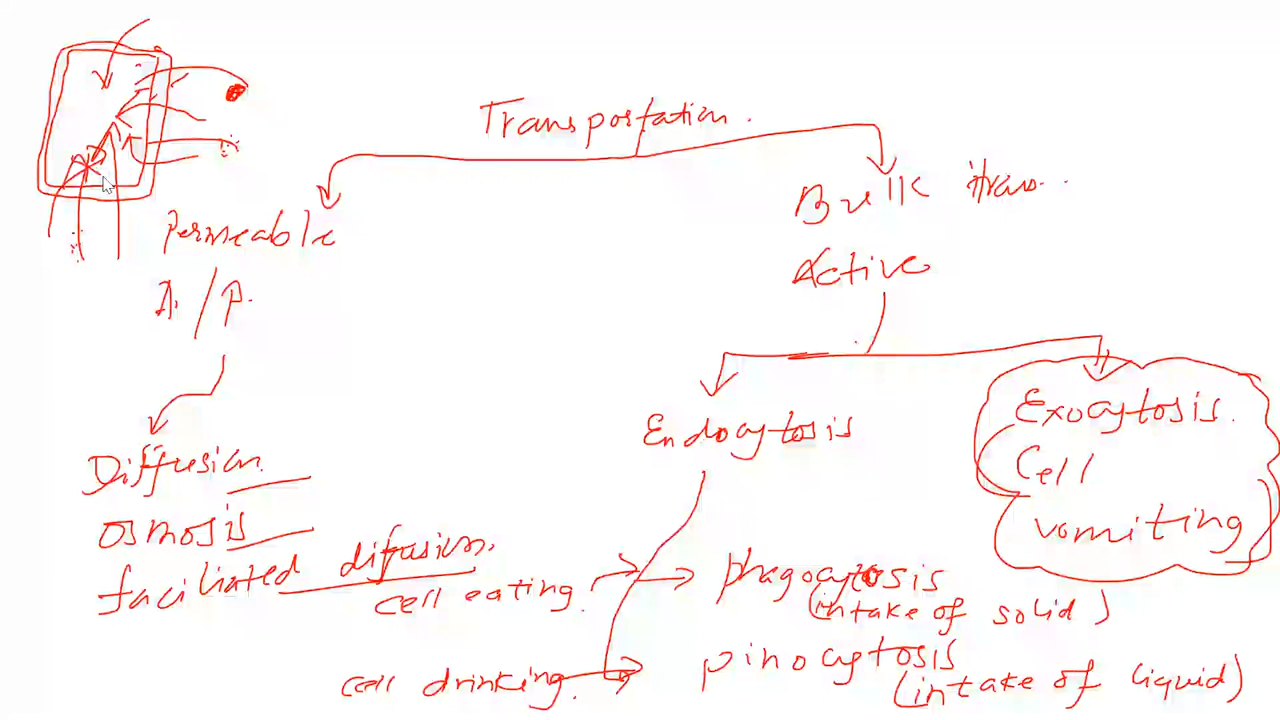 Transportation.
Permeable
A/P.
Bulk trans.
Active
Endocytosis
Exocytosis.
Cell
vomiting
Diffusion.
osmosis
faciliated difusion.
cell eating.
phagocytosis
(intake of solid)
cell drinking.
pinocytosis
(intake of liquid)